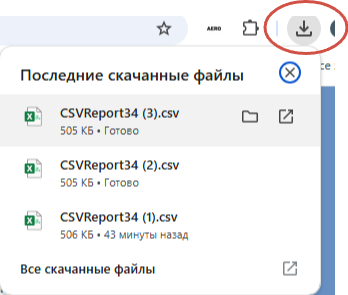 AERO
се
Последние скачанные файлы
CSVReport34 (3).csv
505 КБ • Готово
CSVReport34 (2).csv
505 КБ • Готово
CSVReport34 (1).csv
506 КБ • 43 минуты назад
Все скачанные файлы